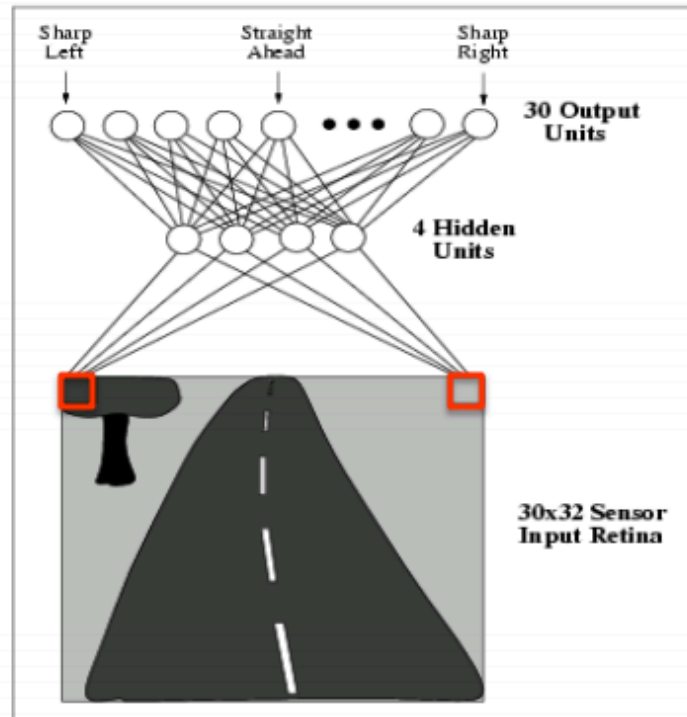 Sharp
Left
Straight
Ahead
Sharp
Right
30 Output
Units
4 Hidden
Units
30x32 Sensor
Input Retina